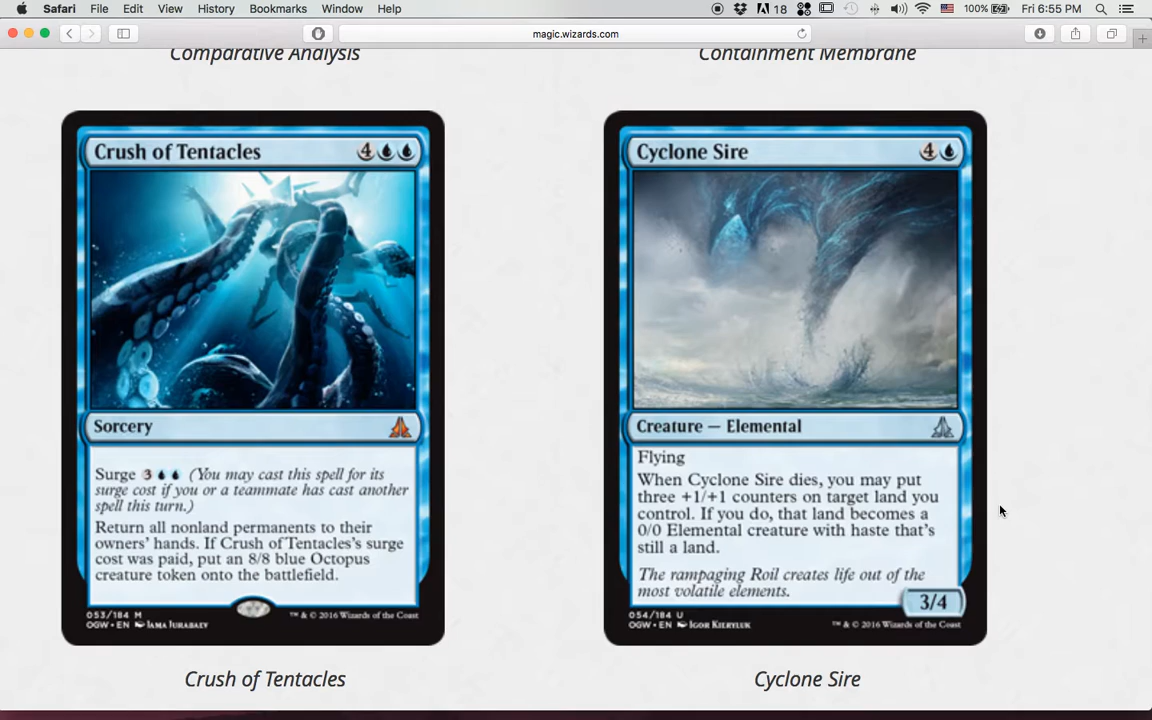 Safari File Edit View History Bookmarks Window Help 18 100% Fri 6:55 PM
magic.wizards.com
Comparative Analysis
Containment Membrane
Crush of Tentacles 4
Sorcery
Surge 3 (You may cast this spell for its
surge cost if you or a teammate has cast another
spell this turn.)
Return all nonland permanents to their
owners' hands. If Crush of Tentacles's surge
cost was paid, put an 8/8 blue Octopus
creature token onto the battlefield.
053/184 M
OGW • EN
™ & © 2016 Wizards of the Coast
Crush of Tentacles
Cyclone Sire 4
Creature — Elemental
Flying
When Cyclone Sire dies, you may put
three +1/+1 counters on target land you
control. If you do, that land becomes a
0/0 Elemental creature with haste that's
still a land.
The rampaging Roil creates life out of the
most volatile elements.
3/4
054/184 U
OGW • EN Igor Kieryluk
™ & © 2016 Wizards of the Coast
Cyclone Sire